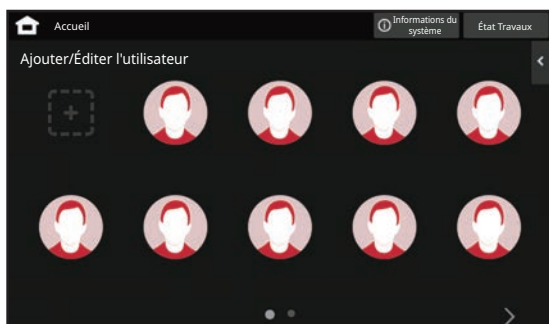 Accueil
Informations du
système
État Travaux
Ajouter/Éditer l'utilisateur